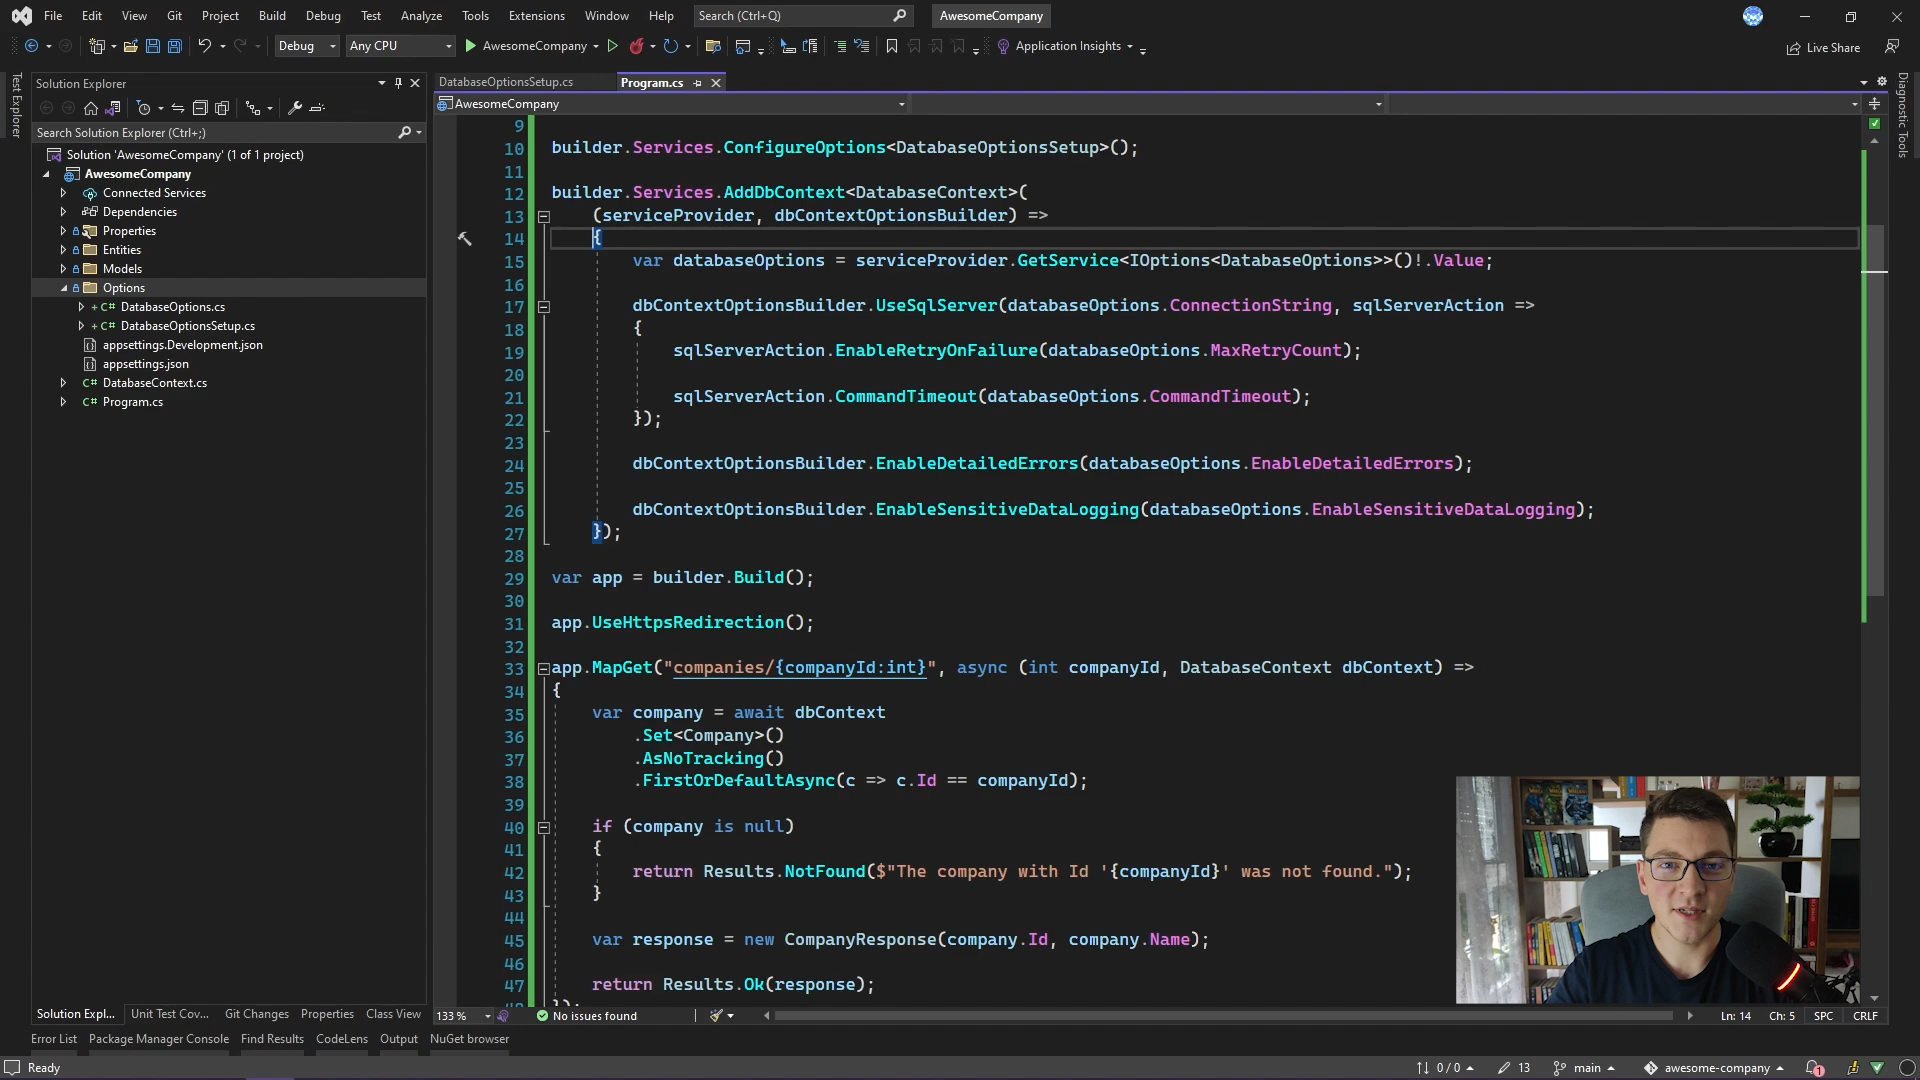 File Edit View Git Project Build Debug Test Analyze Tools Extensions Window Help Search (Ctrl+Q) AwesomeCompany
Debug Any CPU AwesomeCompany Application Insights Live Share
Test Explorer
Solution Explorer
Search Solution Explorer (Ctrl+;)
Solution 'AwesomeCompany' (1 of 1 project)
AwesomeCompany
Connected Services
Dependencies
Properties
Entities
Models
Options
C# DatabaseOptions.cs
C# DatabaseOptionsSetup.cs
appsettings.Development.json
appsettings.json
C# DatabaseContext.cs
C# Program.cs
DatabaseOptionsSetup.cs Program.cs
AwesomeCompany
9
10 builder.Services.ConfigureOptions<DatabaseOptionsSetup>();
11
12 builder.Services.AddDbContext<DatabaseContext>(
13 (serviceProvider, dbContextOptionsBuilder) =>
14 {
15 var databaseOptions = serviceProvider.GetService<IOptions<DatabaseOptions>>()!.Value;
16
17 dbContextOptionsBuilder.UseSqlServer(databaseOptions.ConnectionString, sqlServerAction =>
18 {
19 sqlServerAction.EnableRetryOnFailure(databaseOptions.MaxRetryCount);
20
21 sqlServerAction.CommandTimeout(databaseOptions.CommandTimeout);
22 });
23
24 dbContextOptionsBuilder.EnableDetailedErrors(databaseOptions.EnableDetailedErrors);
25
26 dbContextOptionsBuilder.EnableSensitiveDataLogging(databaseOptions.EnableSensitiveDataLogging);
27 });
28
29 var app = builder.Build();
30
31 app.UseHttpsRedirection();
32
33 app.MapGet("companies/{companyId:int}", async (int companyId, DatabaseContext dbContext) =>
34 {
35 var company = await dbContext
36 .Set<Company>()
37 .AsNoTracking()
38 .FirstOrDefaultAsync(c => c.Id == companyId);
39
40 if (company is null)
41 {
42 return Results.NotFound($"The company with Id '{companyId}' was not found.");
43 }
44
45 var response = new CompanyResponse(company.Id, company.Name);
46
47 return Results.Ok(response);
48 });
Diagnostic Tools
Solution Expl... Unit Test Cov... Git Changes Properties Class View
133 % No issues found Ln: 14 Ch: 5 SPC CRLF
Error List Package Manager Console Find Results CodeLens Output NuGet browser
Ready 0 / 0 13 main awesome-company 1